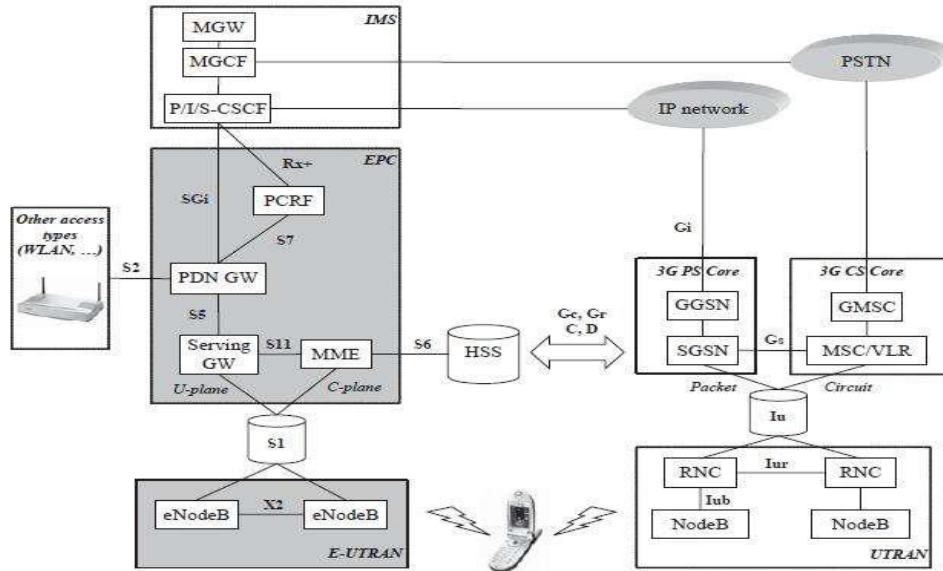 IMS
MGW
MGCF
P/I/S-CSCF
PSTN
IP network
EPC
Rx+
SGi
PCRF
S7
Other access
types
(WLAN, ...)
S2
PDN GW
S5
Serving
GW
S11
MME
S6
HSS
U-plane
C-plane
Gc, Gr
C, D
Gi
3G PS Core
GGSN
SGSN
Gs
3G CS Core
GMSC
MSC/VLR
Packet
Circuit
S1
Iu
eNodeB
X2
eNodeB
E-UTRAN
RNC
Iur
RNC
Iub
NodeB
NodeB
UTRAN